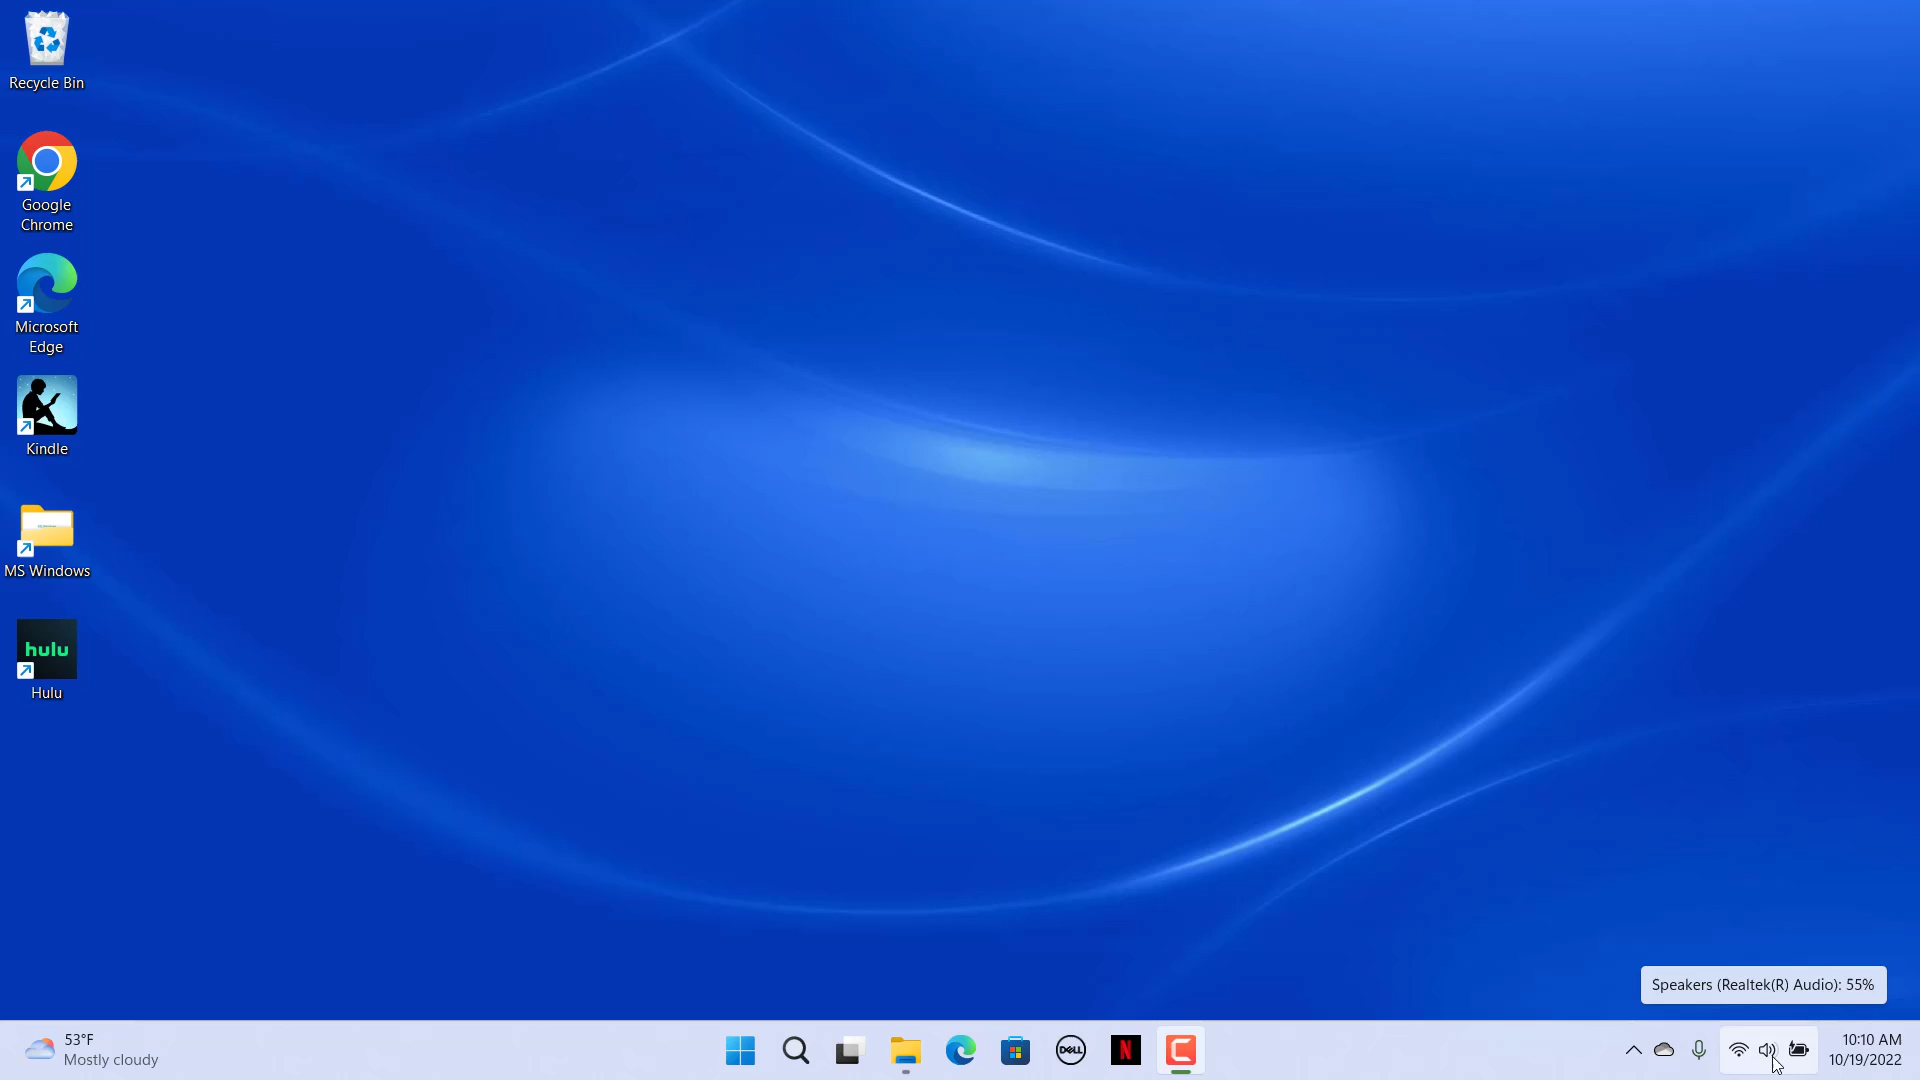 Recycle Bin
Google
Chrome
Microsoft
Edge
Kindle
MS Windows
hulu
Hulu
Speakers (Realtek(R) Audio): 55%
53°F
Mostly cloudy
DELL
N
10:10 AM
10/19/2022